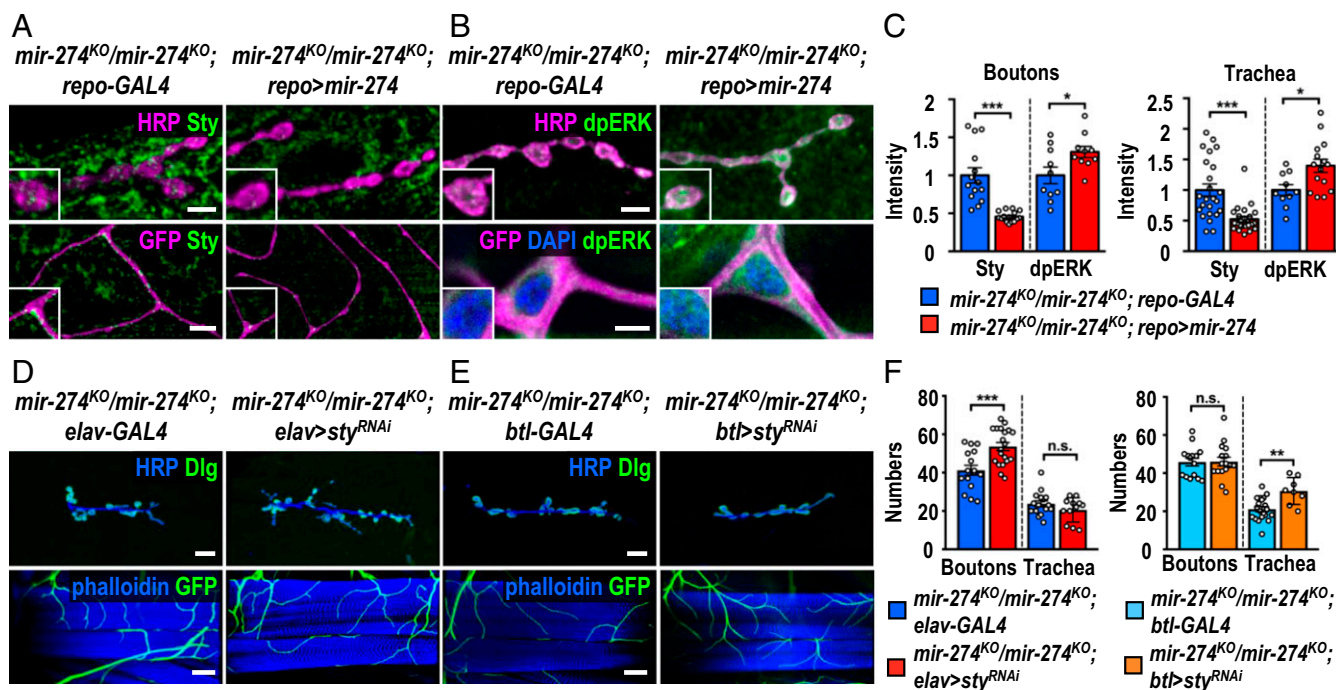 A
B
C
mir-274KO/mir-274KO;
repo-GAL4
mir-274KO/mir-274KO;
repo>mir-274
mir-274KO/mir-274KO;
repo-GAL4
mir-274KO/mir-274KO;
repo>mir-274
HRP Sty
HRP dpERK
GFP Sty
GFP DAPI dpERK
Boutons
Intensity
2
1.5
1
0.5
0
***
*
Sty dpERK
Trachea
Intensity
2.5
2
1.5
1
0.5
0
***
*
Sty dpERK
mir-274KO/mir-274KO; repo-GAL4
mir-274KO/mir-274KO; repo>mir-274
D
E
F
mir-274KO/mir-274KO;
elav-GAL4
mir-274KO/mir-274KO;
elav>styRNAi
mir-274KO/mir-274KO;
btl-GAL4
mir-274KO/mir-274KO;
btl>styRNAi
HRP Dlg
HRP Dlg
phalloidin GFP
phalloidin GFP
Numbers
80
60
40
20
0
***
n.s.
Boutons Trachea
Numbers
80
60
40
20
0
n.s.
**
Boutons Trachea
mir-274KO/mir-274KO;
elav-GAL4
mir-274KO/mir-274KO;
elav>styRNAi
mir-274KO/mir-274KO;
btl-GAL4
mir-274KO/mir-274KO;
btl>styRNAi